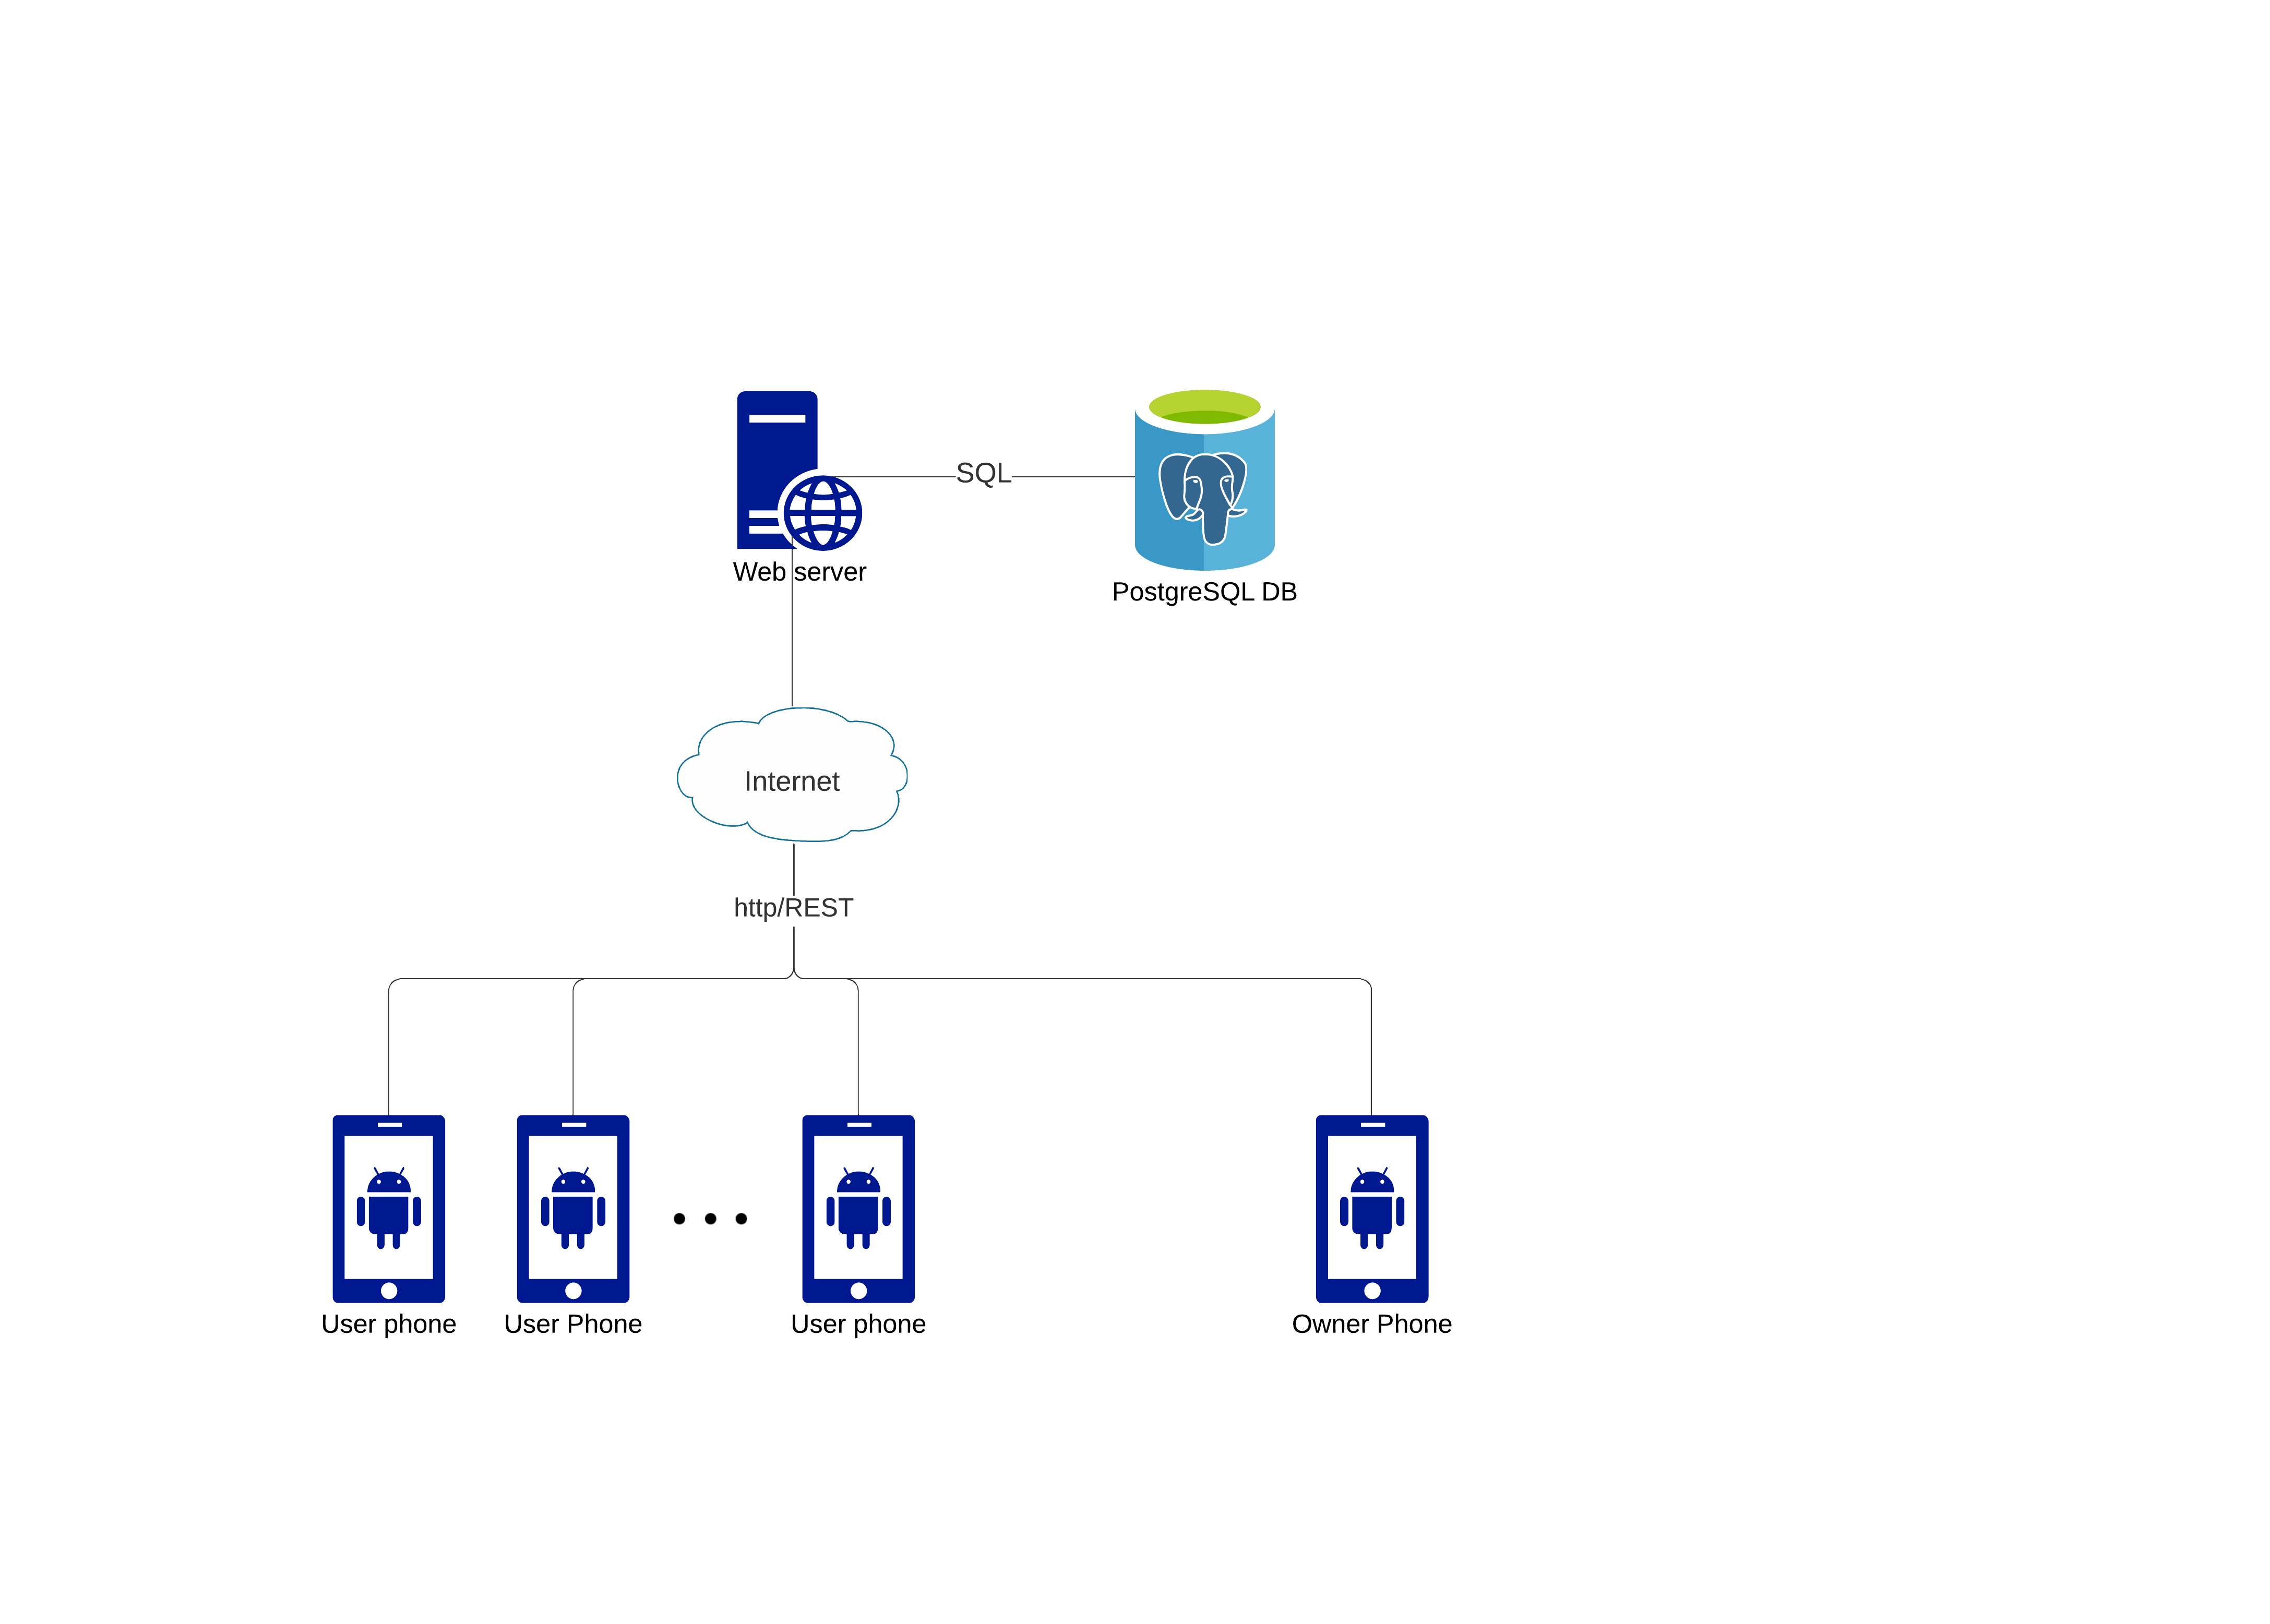 SQL
Web server
PostgreSQL DB
Internet
http/REST
User phone
User Phone
User phone
Owner Phone